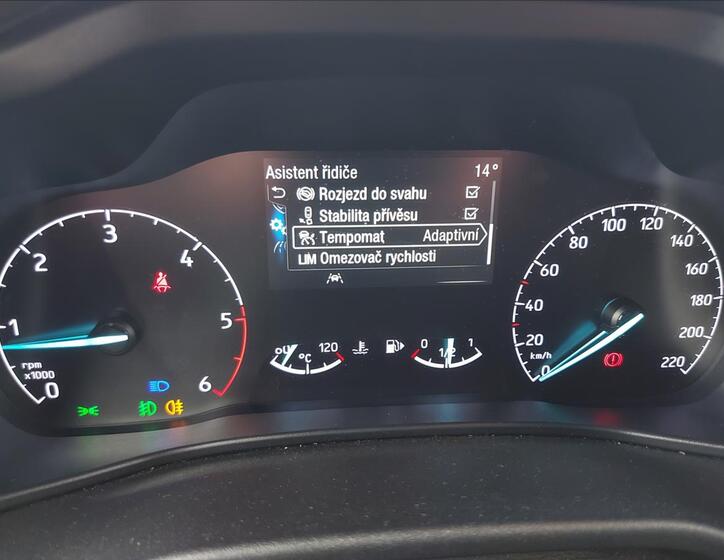 Asistent řidiče 14°
Rozjezd do svahu
Stabilita přívěsu
Tempomat Adaptivní
LIM Omezovač rychlosti
0 1 2 3 4 5 6
rpm
x1000
120
°C
0 1/2 1
0 20 40 60 80 100 120 140 160 180 200 220
km/h